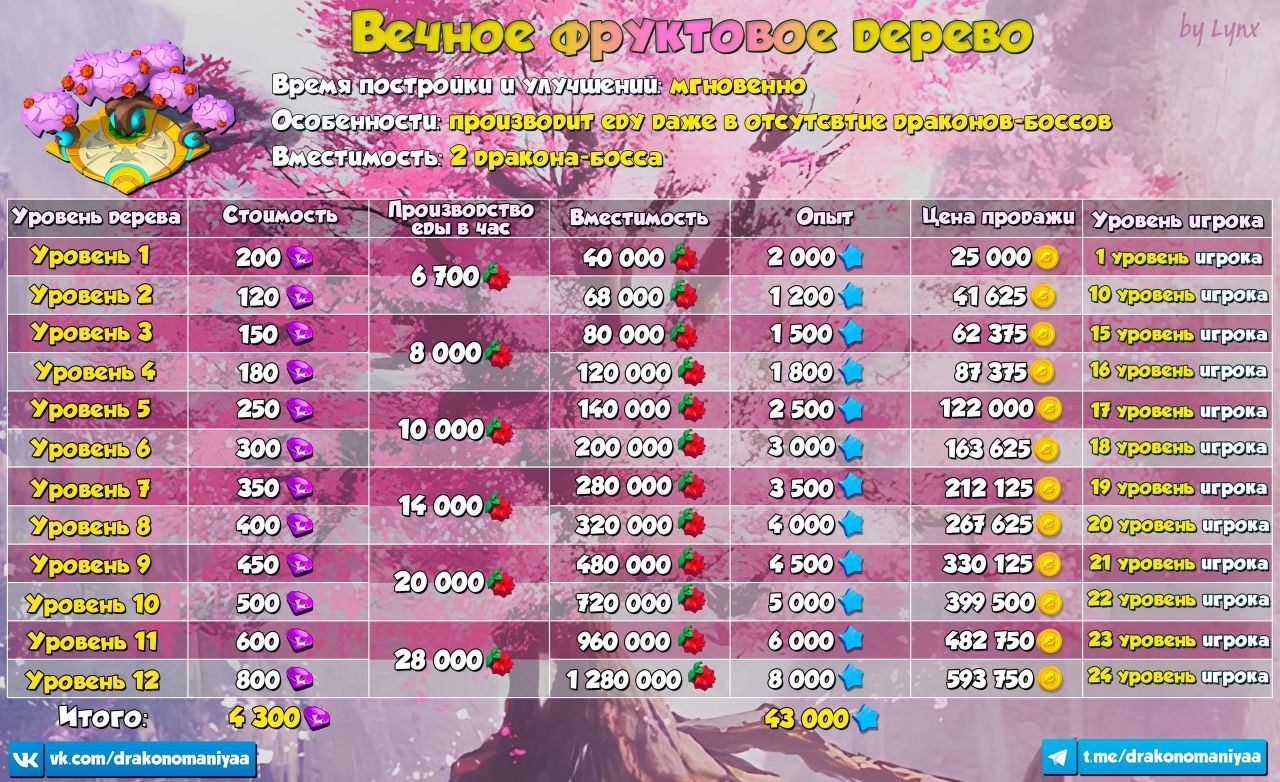 Вечное фруктовое дерево
by Lynx
Время постройки и улучшений: мгновенно
Особенности: производит еду даже в отсутсвтие драконов-боссов
Вместимость: 2 дракона-босса
Уровень дерева Стоимость Производство еды в час Вместимость Опыт Цена продажи Уровень игрока
Уровень 1 200 6 700 40 000 2 000 25 000 1 уровень игрока
Уровень 2 120 68 000 1 200 41 625 10 уровень игрока
Уровень 3 150 8 000 80 000 1 500 62 375 15 уровень игрока
Уровень 4 180 120 000 1 800 87 375 16 уровень игрока
Уровень 5 250 10 000 140 000 2 500 122 000 17 уровень игрока
Уровень 6 300 200 000 3 000 163 625 18 уровень игрока
Уровень 7 350 14 000 280 000 3 500 212 125 19 уровень игрока
Уровень 8 400 320 000 4 000 267 625 20 уровень игрока
Уровень 9 450 20 000 480 000 4 500 330 125 21 уровень игрока
Уровень 10 500 720 000 5 000 399 500 22 уровень игрока
Уровень 11 600 28 000 960 000 6 000 482 750 23 уровень игрока
Уровень 12 800 1 280 000 8 000 593 750 24 уровень игрока
Итого: 4 300 43 000
vk.com/drakonomaniyaa
t.me/drakonomaniyaa